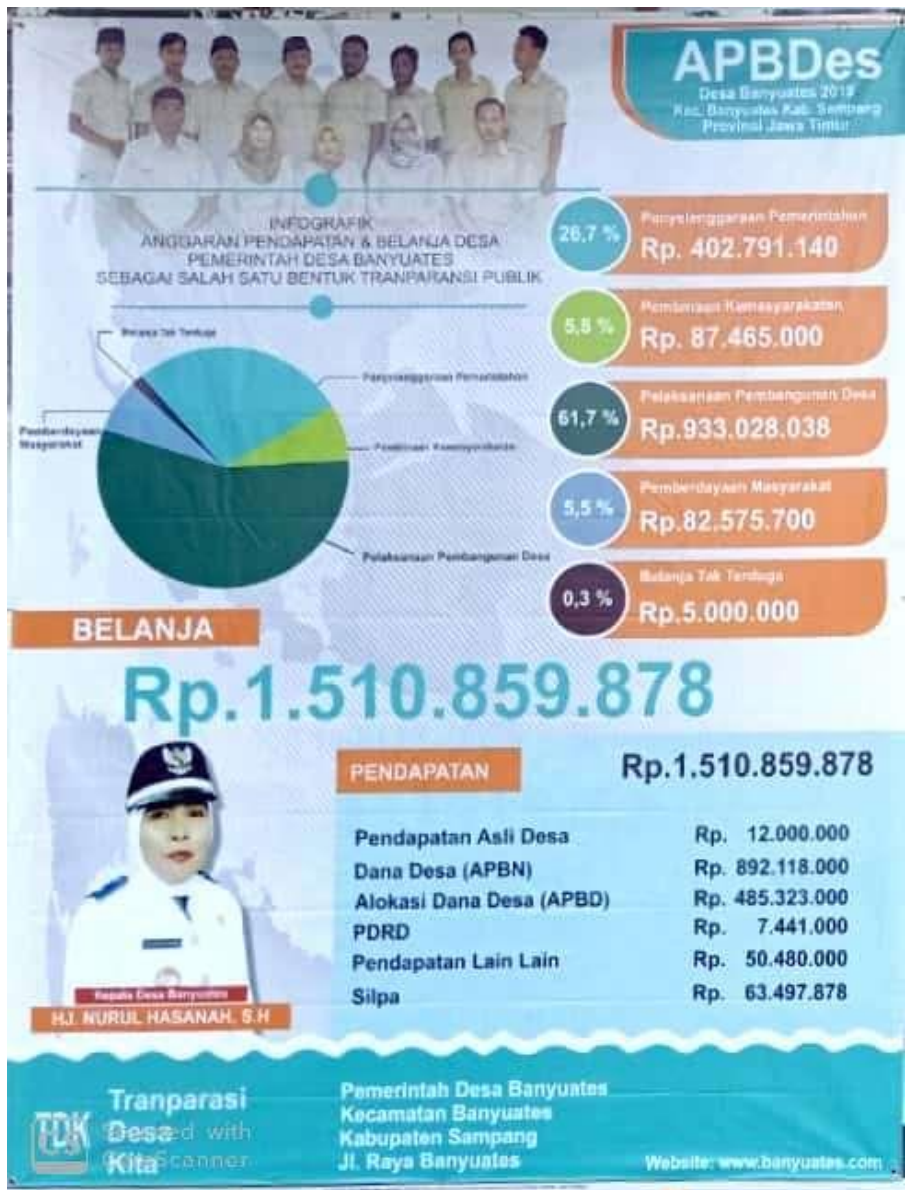 APBDes
Desa Banyuates 2018
Kec. Banyuates Kab. Sampang
Provinsi Jawa Timur
INFOGRAFIK
ANGGARAN PENDAPATAN & BELANJA DESA
PEMERINTAH DESA BANYUATES
SEBAGAI SALAH SATU BENTUK TRANPARANSI PUBLIK
26,7 %
Penyelenggaraan Pemerintahan
Rp. 402.791.140
5,8 %
Pembinaan Kemasyarakatan
Rp. 87.465.000
61,7 %
Pelaksanaan Pembangunan Desa
Rp.933.028.038
5,5 %
Pemberdayaan Masyarakat
Rp.82.575.700
0,3 %
Belanja Tak Terduga
Rp.5.000.000
Belanja Tak Terduga
Penyelenggaraan Pemerintahan
Pemberdayaan
Masyarakat
Pembinaan Kemasyarakatan
Pelaksanaan Pembangunan Desa
BELANJA
Rp.1.510.859.878
PENDAPATAN
Rp.1.510.859.878
Pendapatan Asli Desa Rp. 12.000.000
Dana Desa (APBN) Rp. 892.118.000
Alokasi Dana Desa (APBD) Rp. 485.323.000
PDRD Rp. 7.441.000
Pendapatan Lain Lain Rp. 50.480.000
Silpa Rp. 63.497.878
Kepala Desa Banyuates
HJ. NURUL HASANAH. S.H
TDK
Tranparasi
Desa
Kita
CS
Scanned with
CamScanner
Pemerintah Desa Banyuates
Kecamatan Banyuates
Kabupaten Sampang
Jl. Raya Banyuates
Website: www.banyuates.com